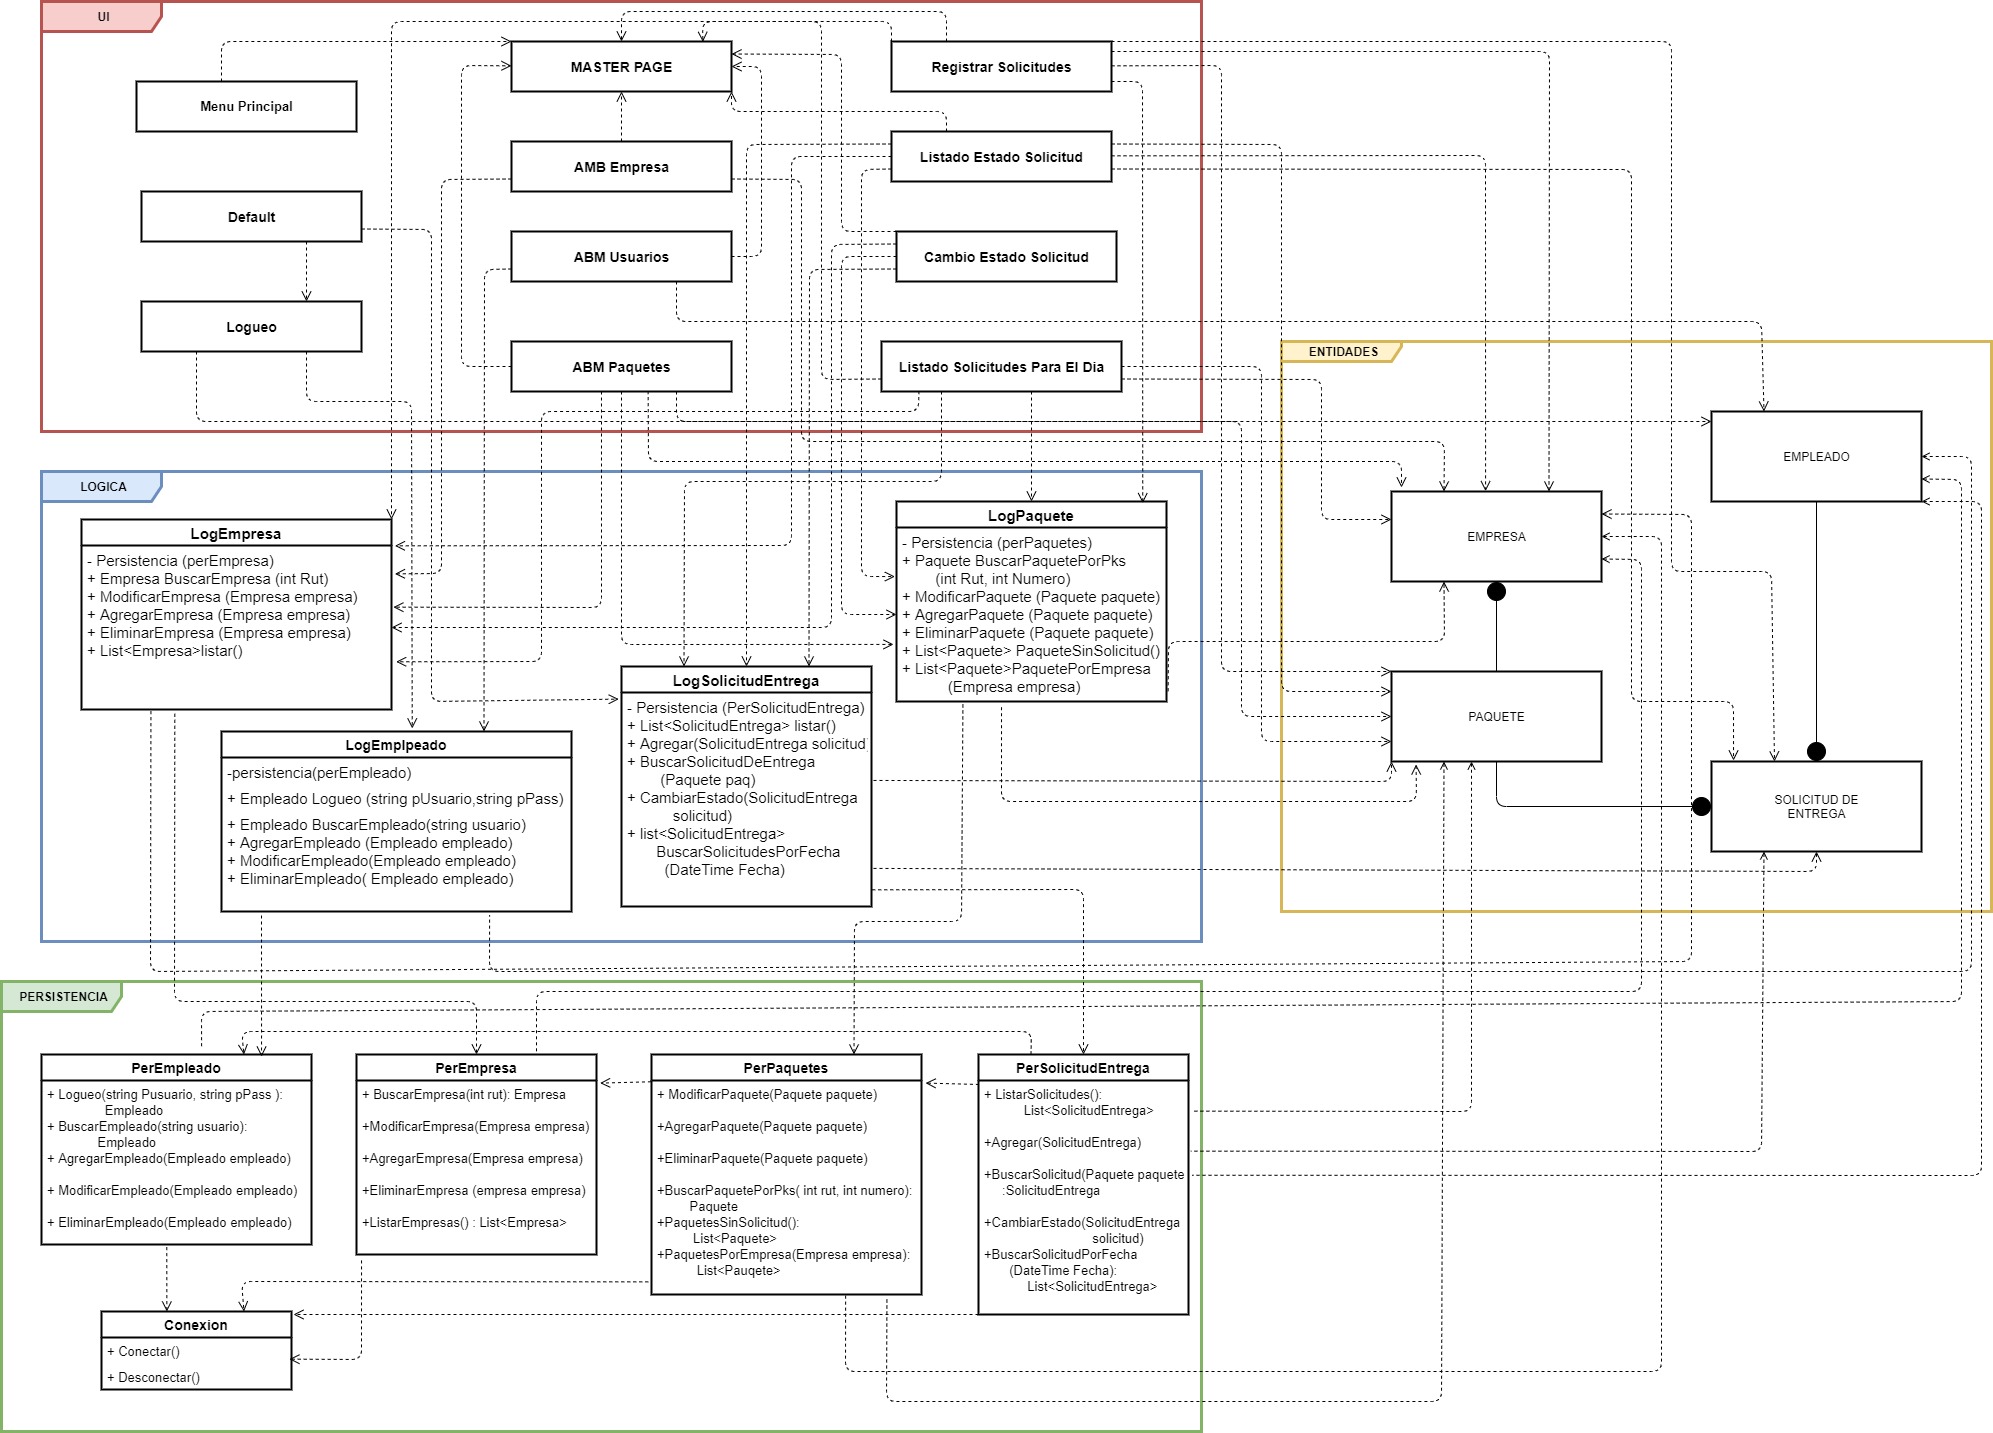 UI
MASTER PAGE
Registrar Solicitudes
Menu Principal
AMB Empresa
Listado Estado Solicitud
Default
ABM Usuarios
Cambio Estado Solicitud
Logueo
ABM Paquetes
Listado Solicitudes Para El Dia
ENTIDADES
EMPLEADO
EMPRESA
PAQUETE
SOLICITUD DE
ENTREGA
LOGICA
LogEmpresa
- Persistencia (perEmpresa)
+ Empresa BuscarEmpresa (int Rut)
+ ModificarEmpresa (Empresa empresa)
+ AgregarEmpresa (Empresa empresa)
+ EliminarEmpresa (Empresa empresa)
+ List<Empresa>listar()
LogPaquete
- Persistencia (perPaquetes)
+ Paquete BuscarPaquetePorPks
(int Rut, int Numero)
+ ModificarPaquete (Paquete paquete)
+ AgregarPaquete (Paquete paquete)
+ EliminarPaquete (Paquete paquete)
+ List<Paquete> PaqueteSinSolicitud()
+ List<Paquete>PaquetePorEmpresa
(Empresa empresa)
LogSolicitudEntrega
- Persistencia (PerSolicitudEntrega)
+ List<SolicitudEntrega> listar()
+ Agregar(SolicitudEntrega solicitud
+ BuscarSolicitudDeEntrega
(Paquete paq)
+ CambiarEstado(SolicitudEntrega
solicitud)
+ list<SolicitudEntrega>
BuscarSolicitudesPorFecha
(DateTime Fecha)
LogEmplpeado
-persistencia(perEmpleado)
+ Empleado Logueo (string pUsuario,string pPass)
+ Empleado BuscarEmpleado(string usuario)
+ AgregarEmpleado (Empleado empleado)
+ ModificarEmpleado(Empleado empleado)
+ EliminarEmpleado( Empleado empleado)
PERSISTENCIA
PerEmpleado
+ Logueo(string Pusuario, string pPass ):
Empleado
+ BuscarEmpleado(string usuario):
Empleado
+ AgregarEmpleado(Empleado empleado)
+ ModificarEmpleado(Empleado empleado)
+ EliminarEmpleado(Empleado empleado)
PerEmpresa
+ BuscarEmpresa(int rut): Empresa
+ModificarEmpresa(Empresa empresa)
+AgregarEmpresa(Empresa empresa)
+EliminarEmpresa (empresa empresa)
+ListarEmpresas() : List<Empresa>
PerPaquetes
+ ModificarPaquete(Paquete paquete)
+AgregarPaquete(Paquete paquete)
+EliminarPaquete(Paquete paquete)
+BuscarPaquetePorPks( int rut, int numero):
Paquete
+PaquetesSinSolicitud():
List<Paquete>
+PaquetesPorEmpresa(Empresa empresa):
List<Pauqete>
PerSolicitudEntrega
+ ListarSolicitudes():
List<SolicitudEntrega>
+Agregar(SolicitudEntrega)
+BuscarSolicitud(Paquete paquete
:SolicitudEntrega
+CambiarEstado(SolicitudEntrega
solicitud)
+BuscarSolicitudPorFecha
(DateTime Fecha):
List<SolicitudEntrega>
Conexion
+ Conectar()
+ Desconectar()